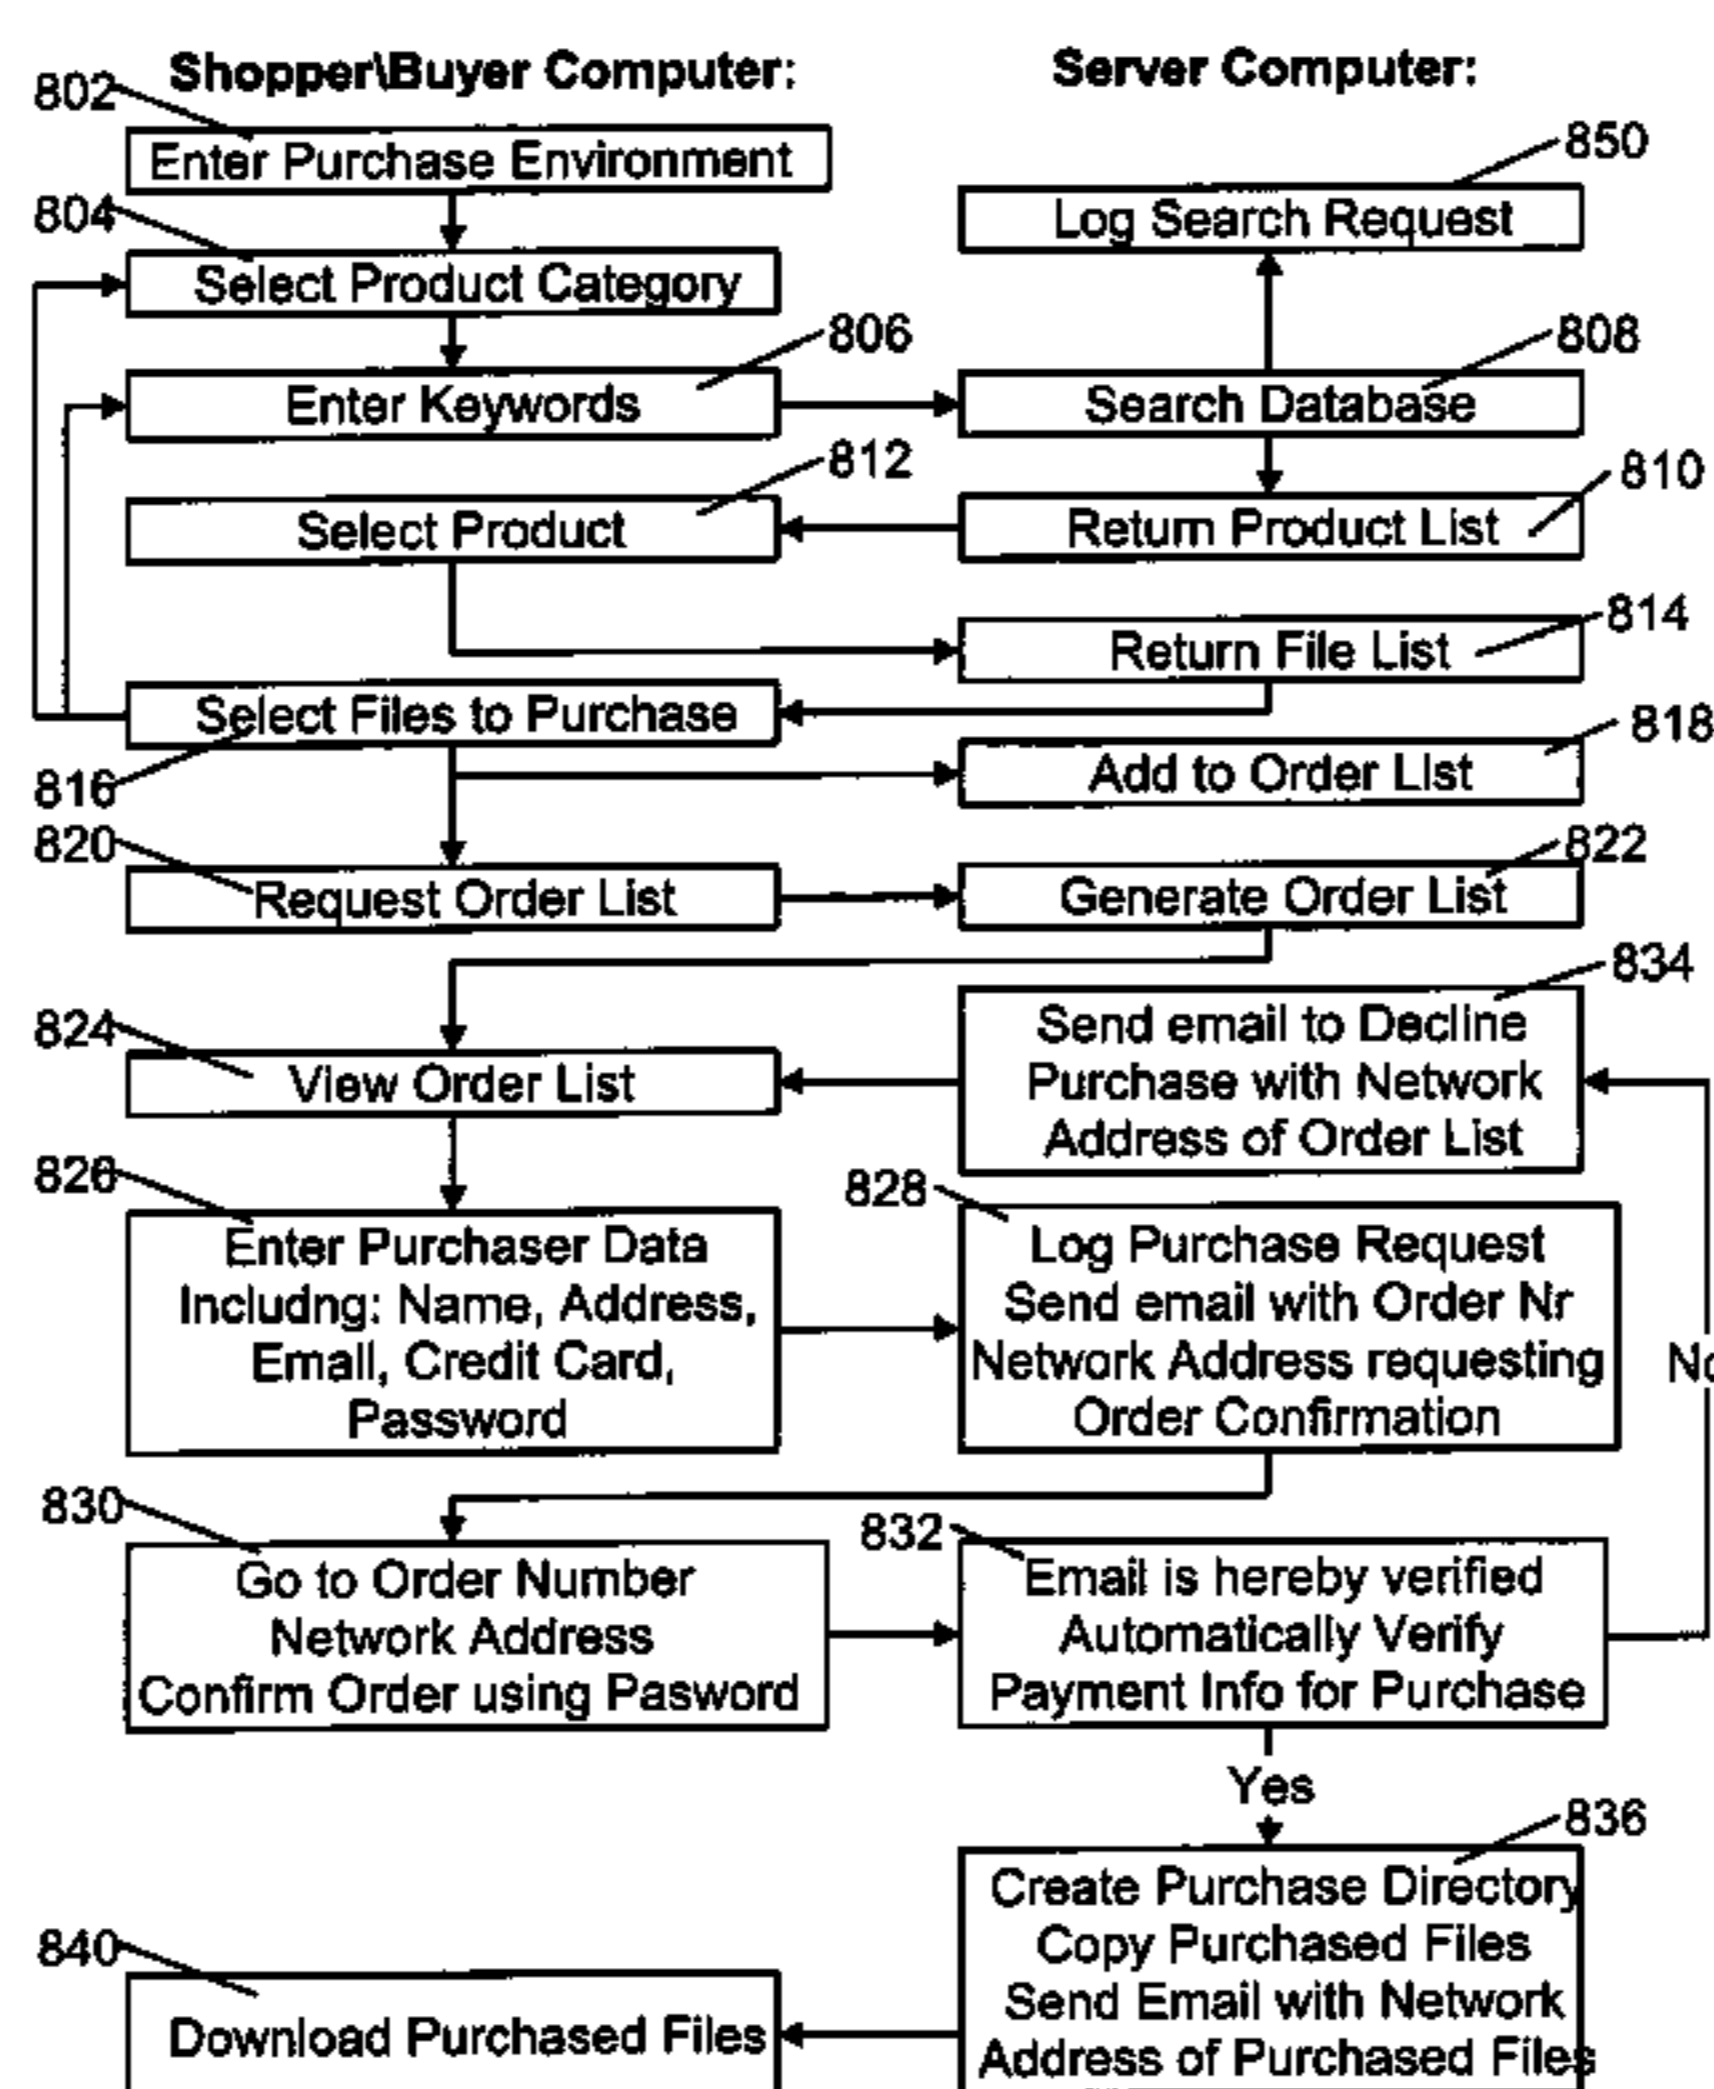 Shopper\Buyer Computer:
Server Computer:
802
Enter Purchase Environment
850
Log Search Request
804
Select Product Category
806
Enter Keywords
808
Search Database
812
Select Product
810
Return Product List
814
Return File List
Select Files to Purchase
816
818
Add to Order List
820
Request Order List
822
Generate Order List
834
Send email to Decline
Purchase with Network
Address of Order List
824
View Order List
826
Enter Purchaser Data
Includng: Name, Address,
Email, Credit Card,
Password
828
Log Purchase Request
Send email with Order Nr
Network Address requesting
Order Confirmation
No
830
Go to Order Number
Network Address
Confirm Order using Pasword
832
Email is hereby verified
Automatically Verify
Payment Info for Purchase
Yes
836
Create Purchase Directory
Copy Purchased Files
Send Email with Network
Address of Purchased Files
840
Download Purchased Files